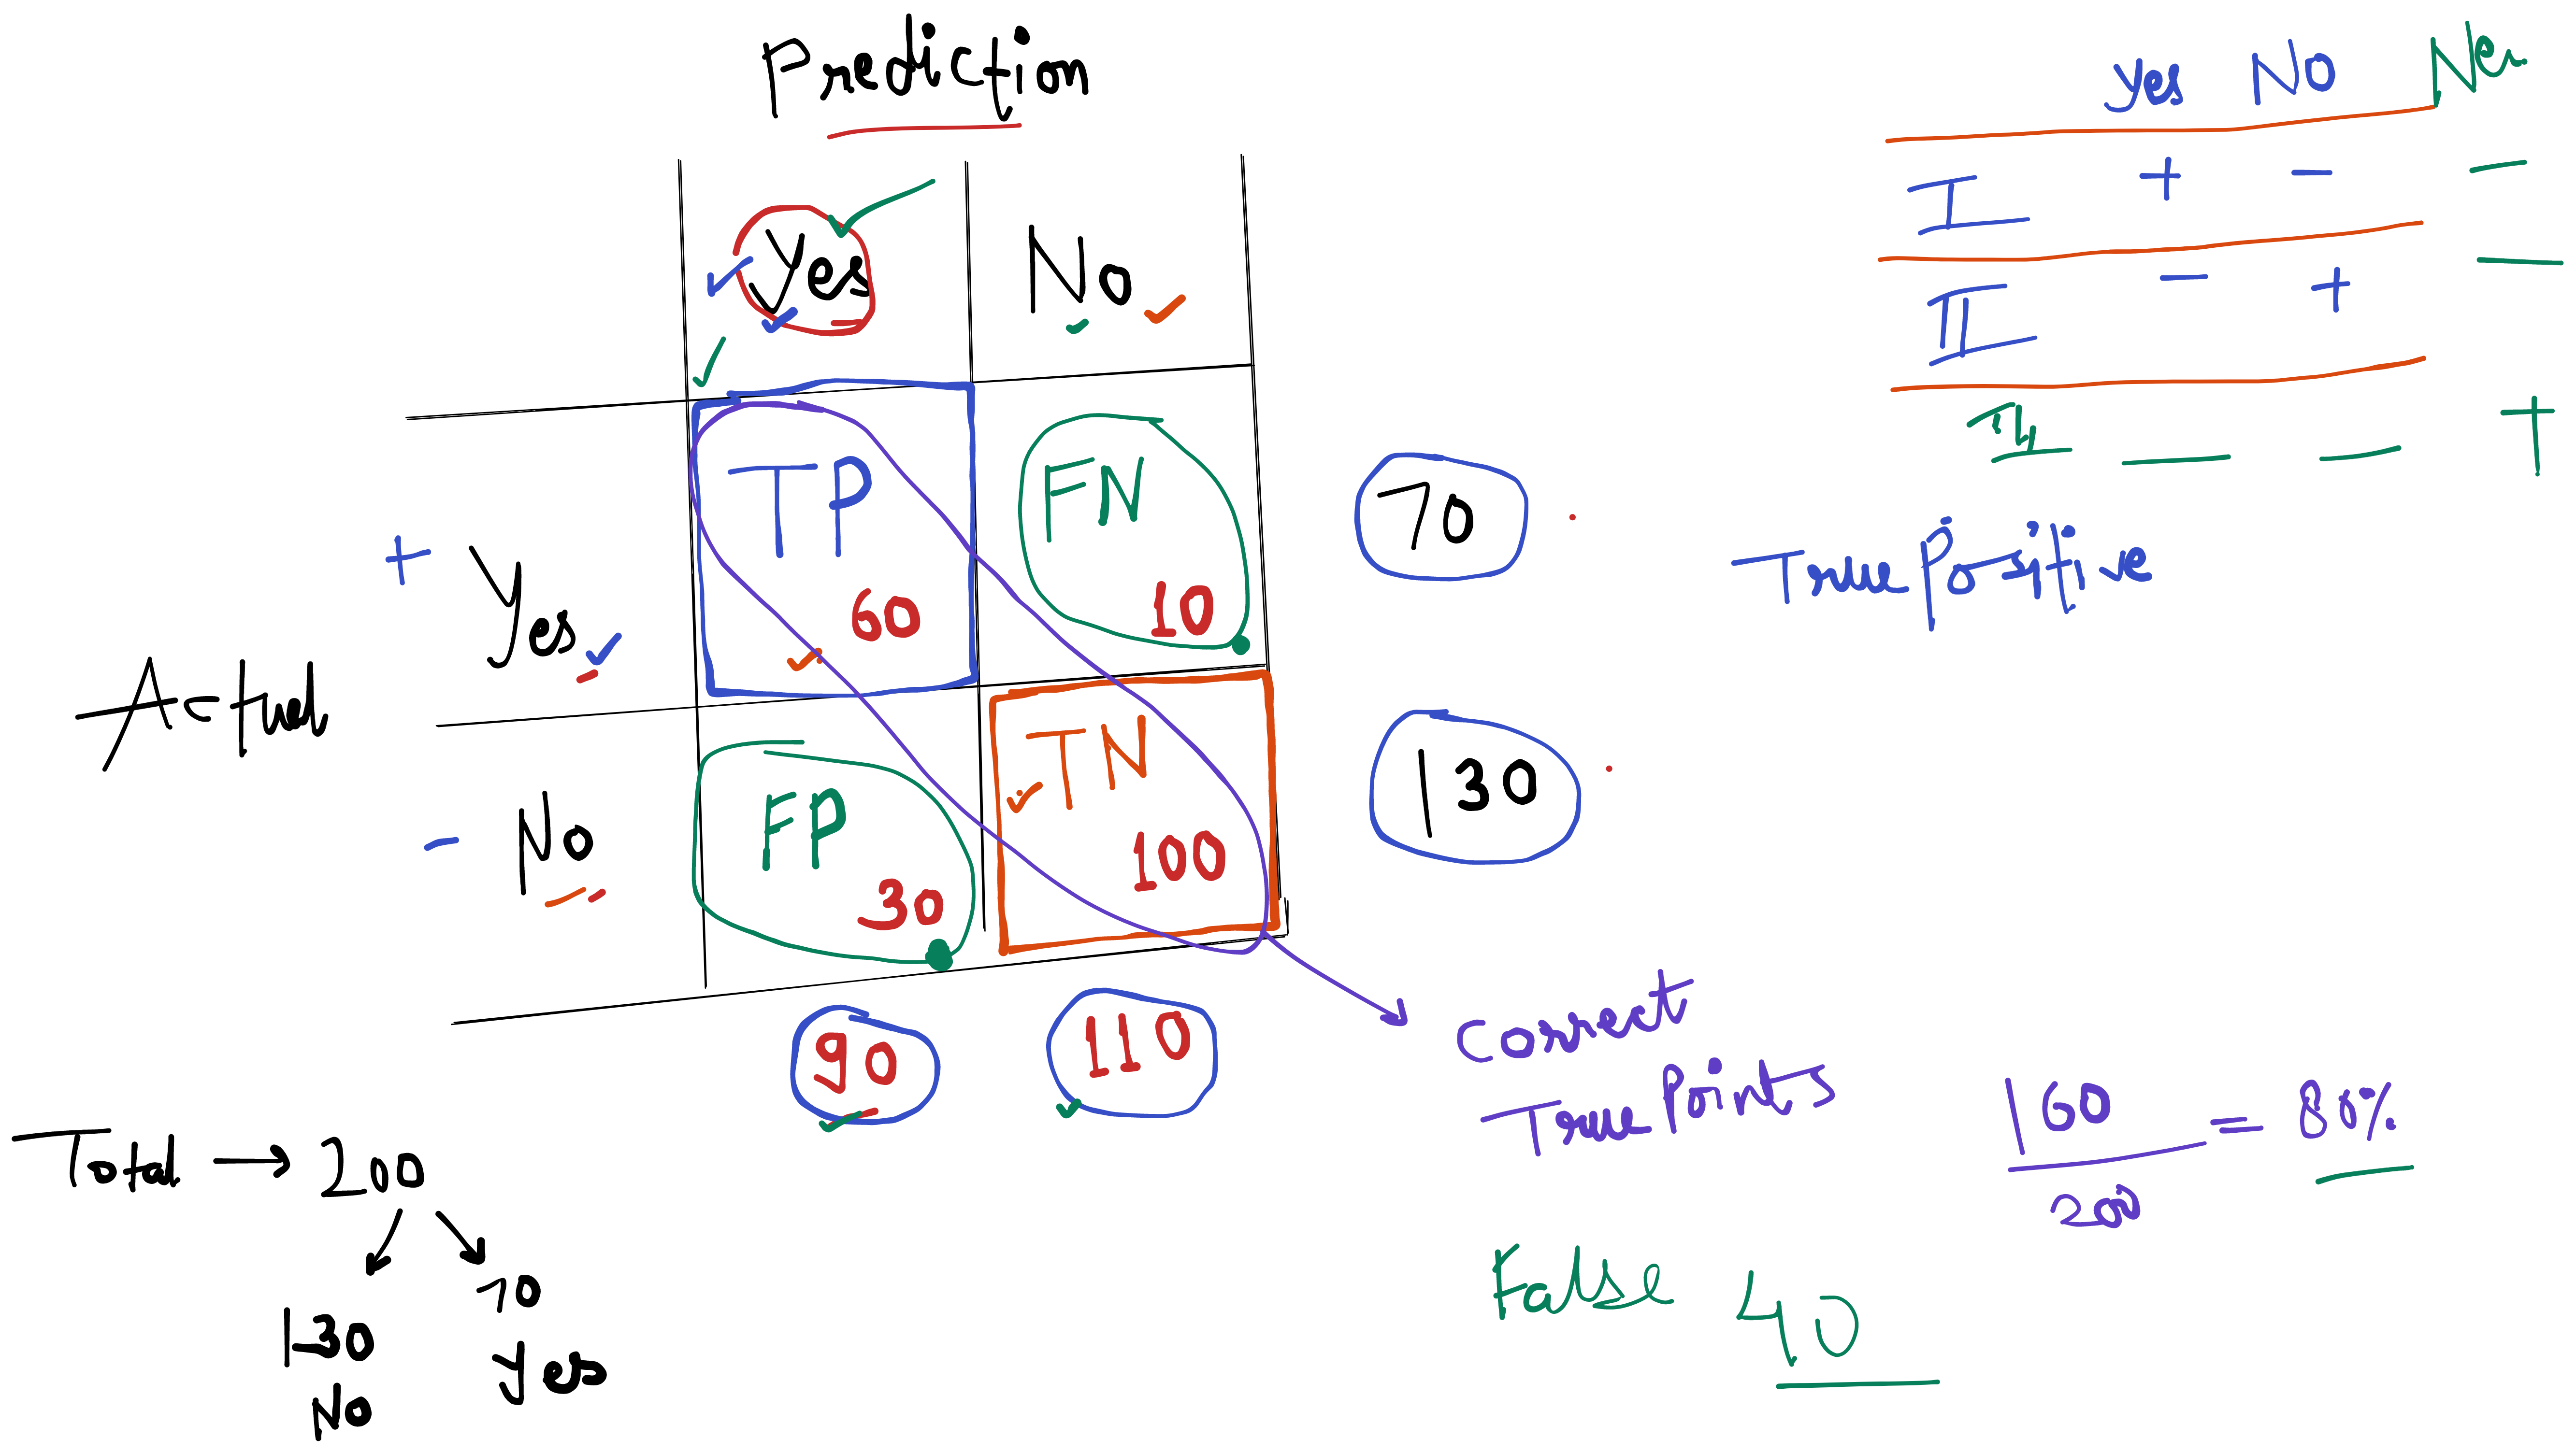 Prediction
Yes No Neu
Yes No
I + - -
II - + -
III - - +
TP FN
60 10
70
+ Yes
True Positive
Actual
TN
100
130
- No
FP
30
90 110
Correct
True Points
160
200
= 80%
Total → 200
130
No
70
Yes
False 40